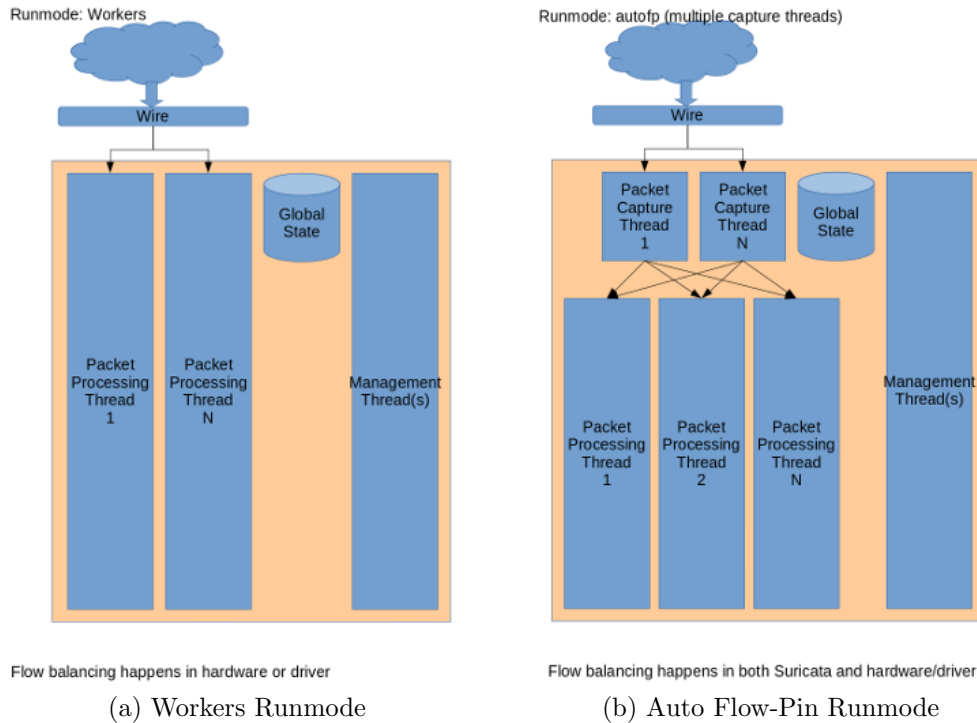 Runmode: Workers
Wire
Packet
Processing
Thread
1
Packet
Processing
Thread
N
Global
State
Management
Thread(s)
Flow balancing happens in hardware or driver
(a) Workers Runmode
Runmode: autofp (multiple capture threads)
Wire
Packet
Capture
Thread
1
Packet
Capture
Thread
N
Global
State
Packet
Processing
Thread
1
Packet
Processing
Thread
2
Packet
Processing
Thread
N
Management
Thread(s)
Flow balancing happens in both Suricata and hardware/driver
(b) Auto Flow-Pin Runmode